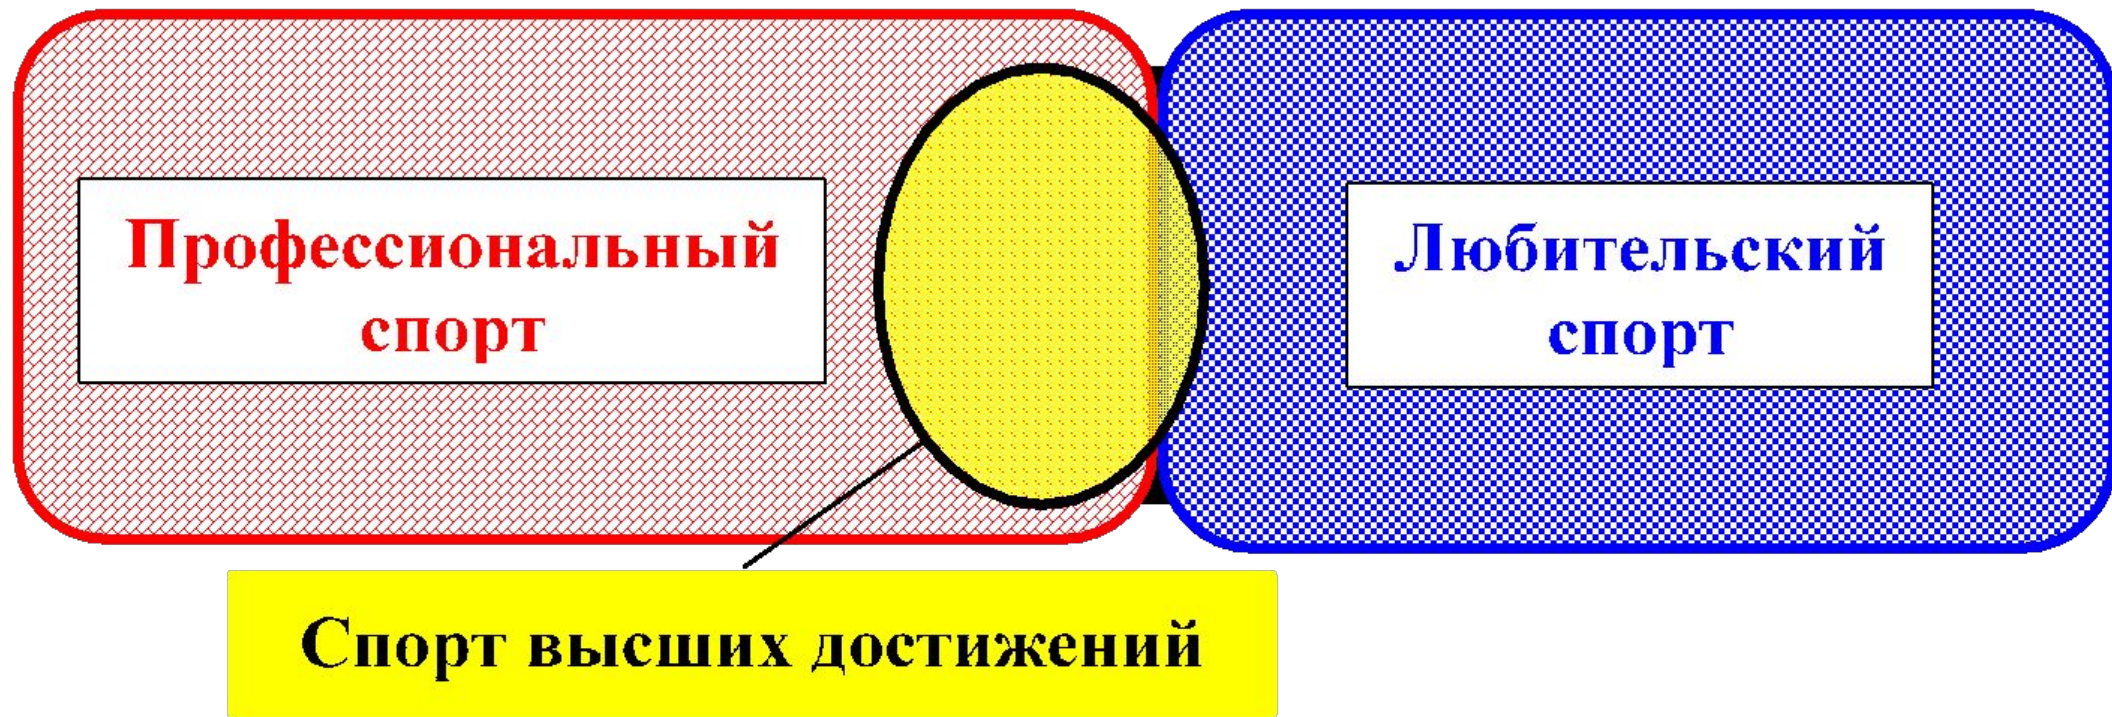 Профессиональный
спорт
Любительский
спорт
Спорт высших достижений